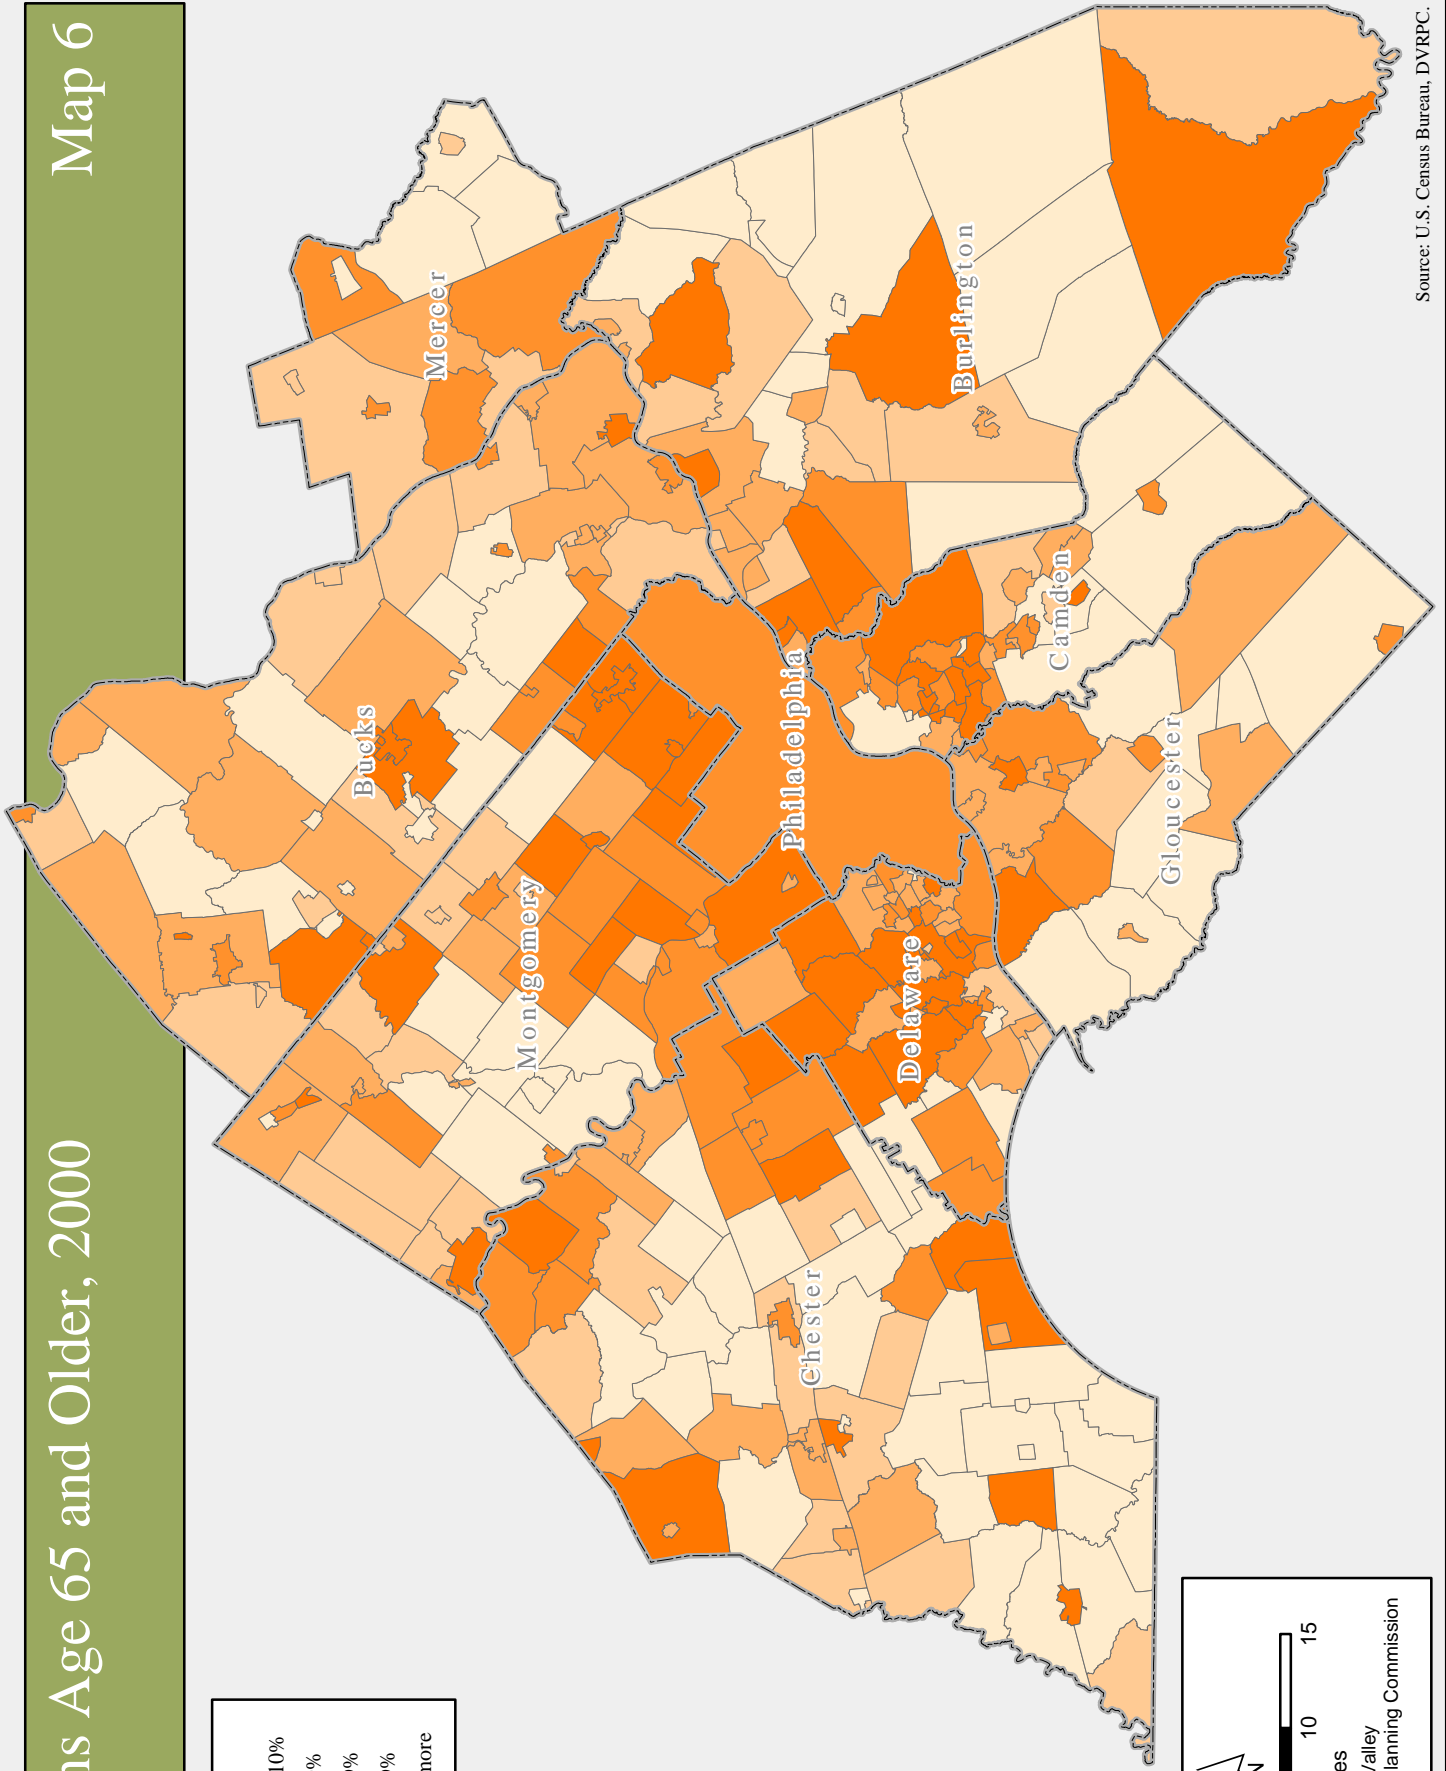 ns Age 65 and Older, 2000 Map 6
10%
%
%
%
more
Bucks
Mercer
Montgomery
Philadelphia
Burlington
Chester
Delaware
Camden
Gloucester
N
10 15
es
alley
lanning Commission
Source: U.S. Census Bureau, DVRPC.